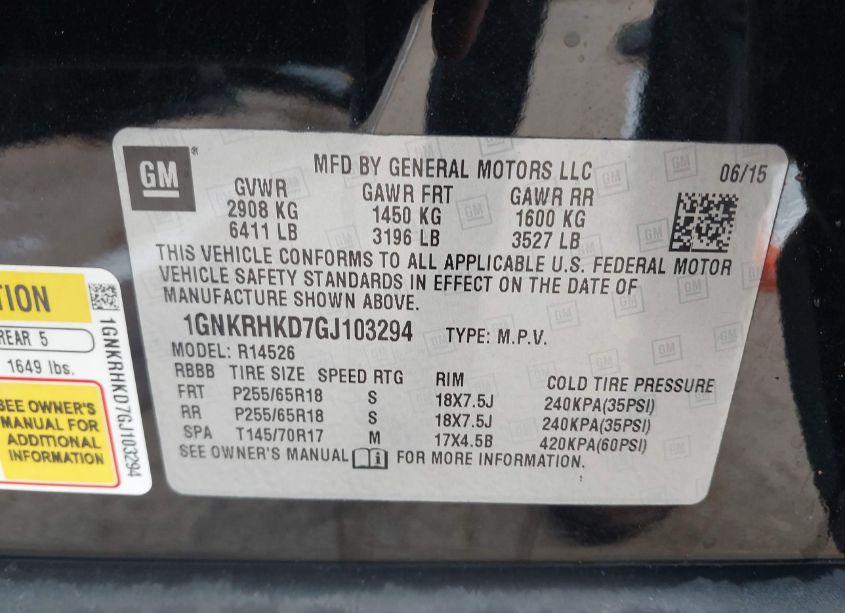 GM
MFD BY GENERAL MOTORS LLC
06/15
GVWR GAWR FRT GAWR RR
2908 KG 1450 KG 1600 KG
6411 LB 3196 LB 3527 LB
THIS VEHICLE CONFORMS TO ALL APPLICABLE U.S. FEDERAL MOTOR
VEHICLE SAFETY STANDARDS IN EFFECT ON THE DATE OF
MANUFACTURE SHOWN ABOVE.
1GNKRHKD7GJ103294 TYPE: M.P.V.
MODEL: R14526
RBBB TIRE SIZE SPEED RTG RIM COLD TIRE PRESSURE
FRT P255/65R18 S 18X7.5J 240KPA(35PSI)
RR P255/65R18 S 18X7.5J 240KPA(35PSI)
SPA T145/70R17 M 17X4.5B 420KPA(60PSI)
SEE OWNER'S MANUAL FOR MORE INFORMATION.
TION
REAR 5
1649 lbs.
SEE OWNER'S
MANUAL FOR
ADDITIONAL
INFORMATION
1GNKRHKD7GJ103294